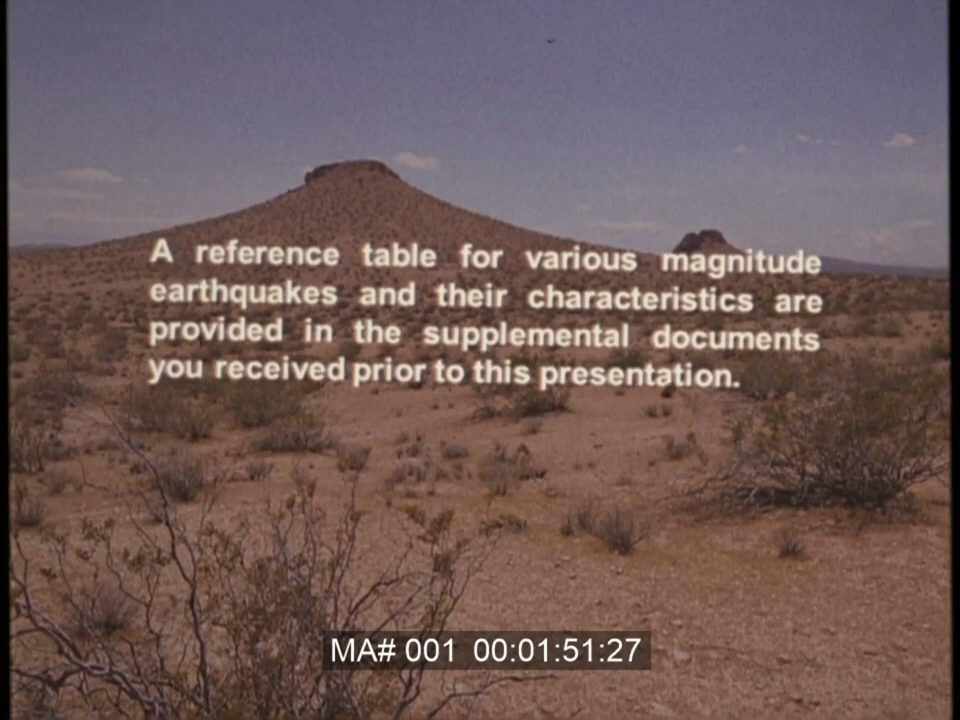 A reference table for various magnitude
earthquakes and their characteristics are
provided in the supplemental documents
you received prior to this presentation.
MA# 001 00:01:51:27